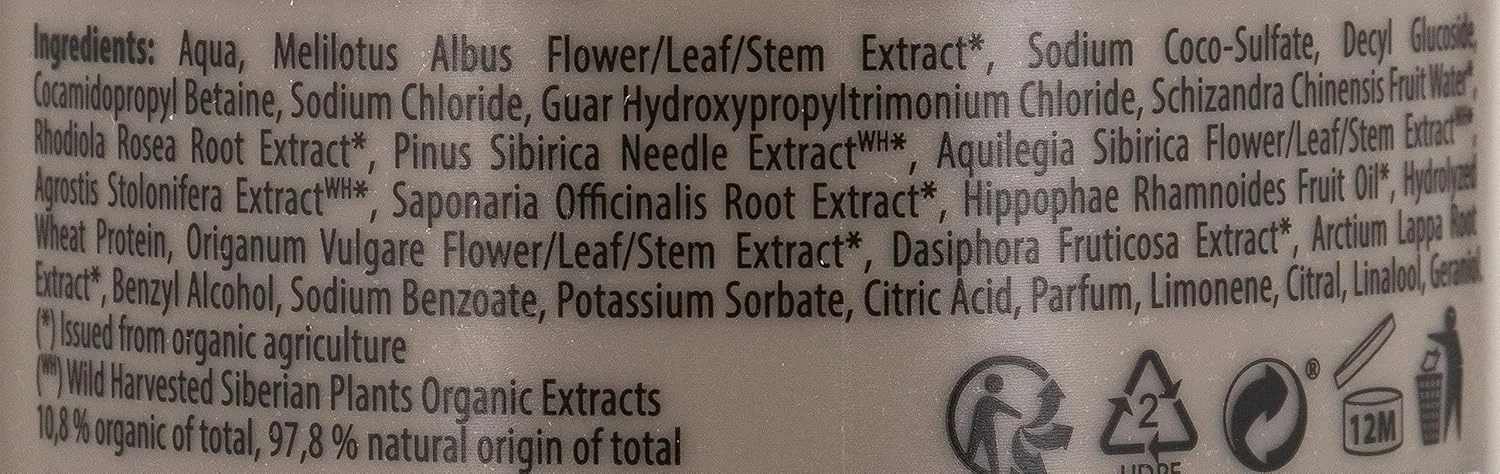 Ingredients: Aqua, Melilotus Albus Flower/Leaf/Stem Extract*, Sodium Coco-Sulfate, Decyl Glucoside,
Cocamidopropyl Betaine, Sodium Chloride, Guar Hydroxypropyltrimonium Chloride, Schizandra Chinensis Fruit Water*,
Rhodiola Rosea Root Extract*, Pinus Sibirica Needle Extractᵂᴴ*, Aquilegia Sibirica Flower/Leaf/Stem Extractᵂᴴ*,
Agrostis Stolonifera Extractᵂᴴ*, Saponaria Officinalis Root Extract*, Hippophae Rhamnoides Fruit Oil*, Hydrolyzed
Wheat Protein, Origanum Vulgare Flower/Leaf/Stem Extract*, Dasiphora Fruticosa Extract*, Arctium Lappa Root
Extract*, Benzyl Alcohol, Sodium Benzoate, Potassium Sorbate, Citric Acid, Parfum, Limonene, Citral, Linalool, Geraniol.
(*) Issued from organic agriculture
(ᵂᴴ) Wild Harvested Siberian Plants Organic Extracts
10,8 % organic of total, 97,8 % natural origin of total
2
HDPE
®
12M